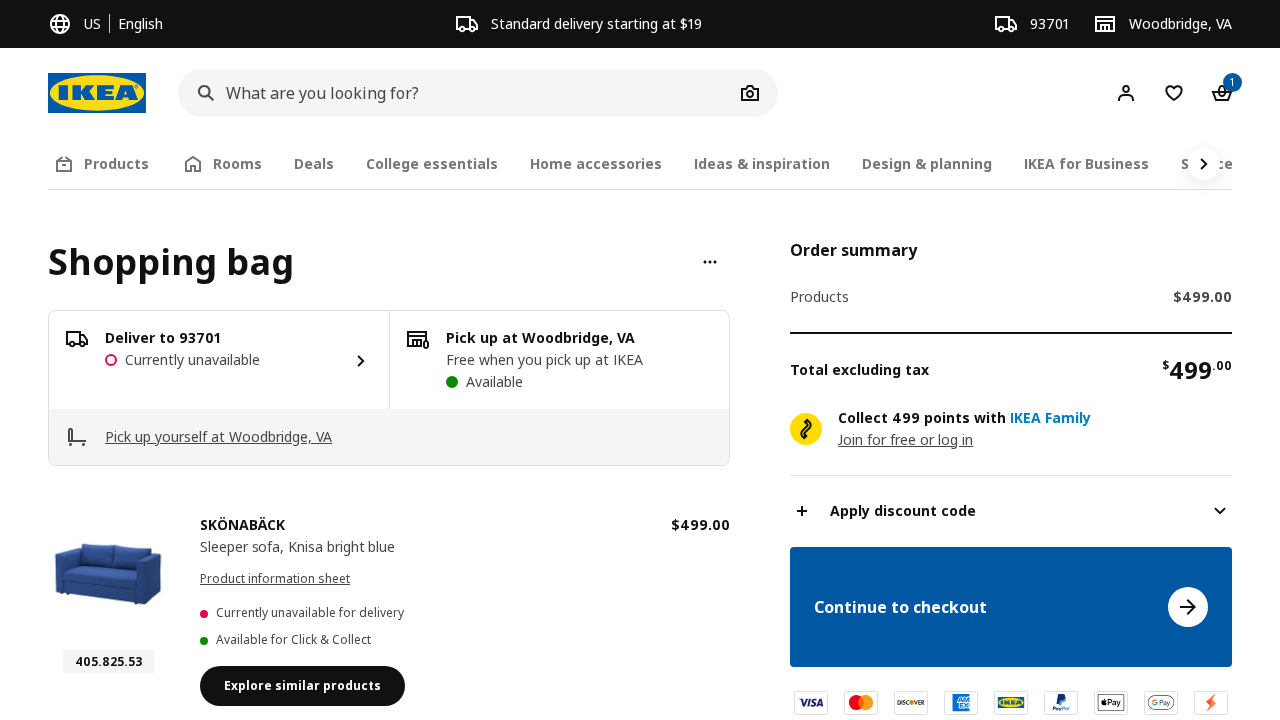 US | English
Standard delivery starting at $19
93701
Woodbridge, VA
IKEA
What are you looking for?
1
0
Products
Rooms
Deals
College essentials
Home accessories
Ideas & inspiration
Design & planning
IKEA for Business
Shopping bag
Deliver to 93701
Currently unavailable
Pick up at Woodbridge, VA
Free when you pick up at IKEA
Available
Pick up yourself at Woodbridge, VA
SKÖNABÄCK
$499.00
Sleeper sofa, Knisa bright blue
Product information sheet
Currently unavailable for delivery
Available for Click & Collect
405.825.53
Explore similar products
Order summary
Products $499.00
Total excluding tax $499.00
Collect 499 points with IKEA Family
Join for free or log in
Apply discount code
Continue to checkout
VISA
DISCOVER
AMEX
IKEA
PayPal
Pay
G Pay